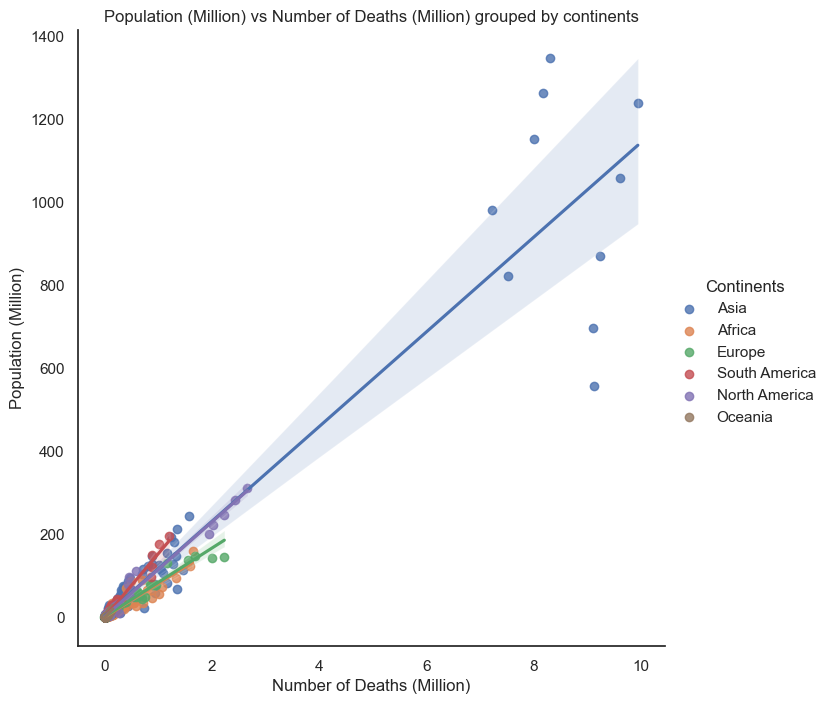 Population (Million) vs Number of Deaths (Million) grouped by continents
1400
1200
1000
800
600
400
200
0
Population (Million)
0 2 4 6 8 10
Number of Deaths (Million)
Continents
Asia
Africa
Europe
South America
North America
Oceania